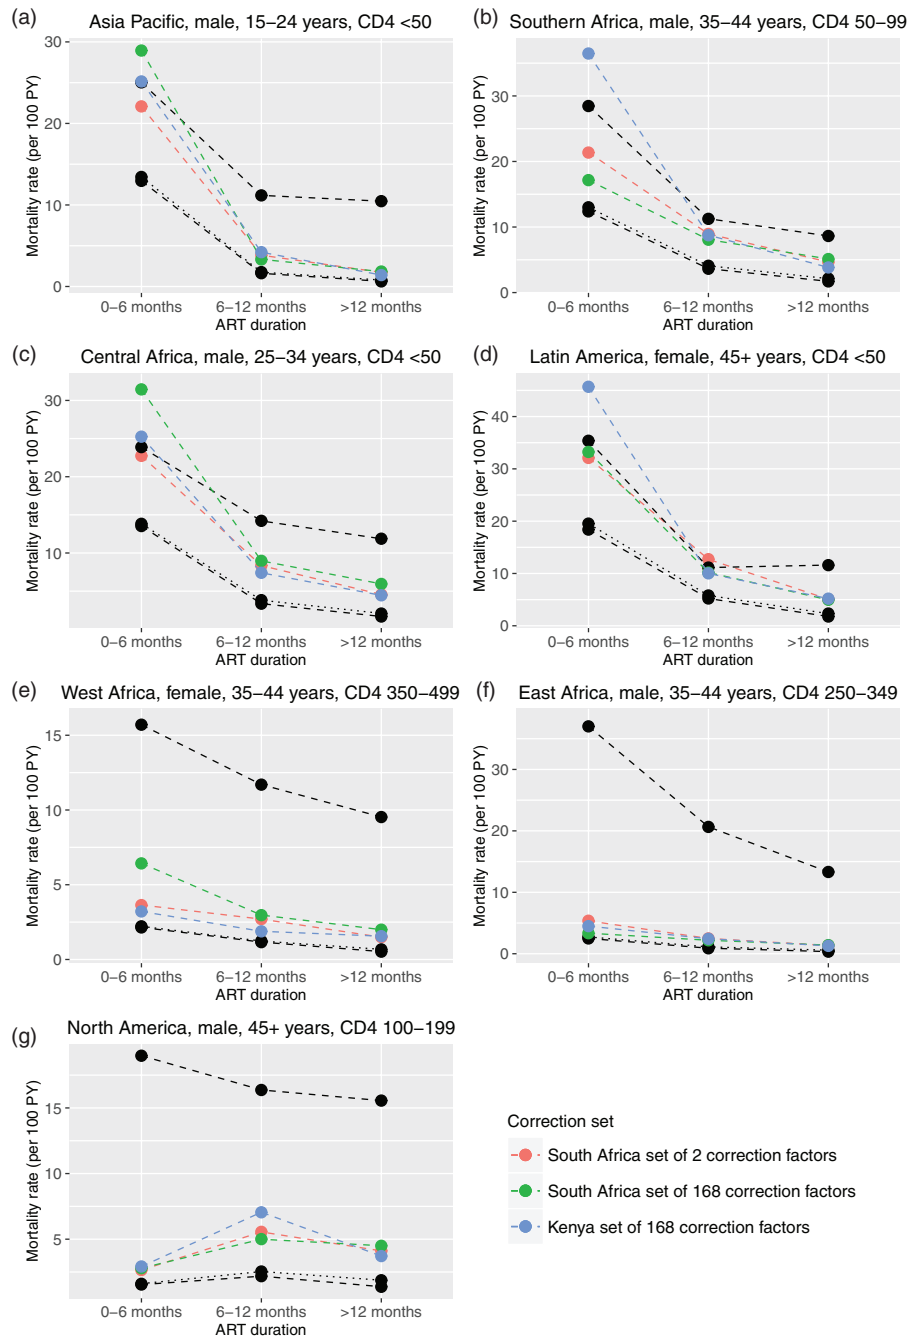 (a) Asia Pacific, male, 15–24 years, CD4 <50
Mortality rate (per 100 PY)
30
20
10
0
0–6 months 6–12 months >12 months
ART duration
(b) Southern Africa, male, 35–44 years, CD4 50–99
Mortality rate (per 100 PY)
30
20
10
0
0–6 months 6–12 months >12 months
ART duration
(c) Central Africa, male, 25–34 years, CD4 <50
Mortality rate (per 100 PY)
30
20
10
0–6 months 6–12 months >12 months
ART duration
(d) Latin America, female, 45+ years, CD4 <50
Mortality rate (per 100 PY)
40
30
20
10
0
0–6 months 6–12 months >12 months
ART duration
(e) West Africa, female, 35–44 years, CD4 350–499
Mortality rate (per 100 PY)
15
10
5
0
0–6 months 6–12 months >12 months
ART duration
(f) East Africa, male, 35–44 years, CD4 250–349
Mortality rate (per 100 PY)
30
20
10
0
0–6 months 6–12 months >12 months
ART duration
(g) North America, male, 45+ years, CD4 100–199
Mortality rate (per 100 PY)
15
10
5
0–6 months 6–12 months >12 months
ART duration
Correction set
South Africa set of 2 correction factors
South Africa set of 168 correction factors
Kenya set of 168 correction factors